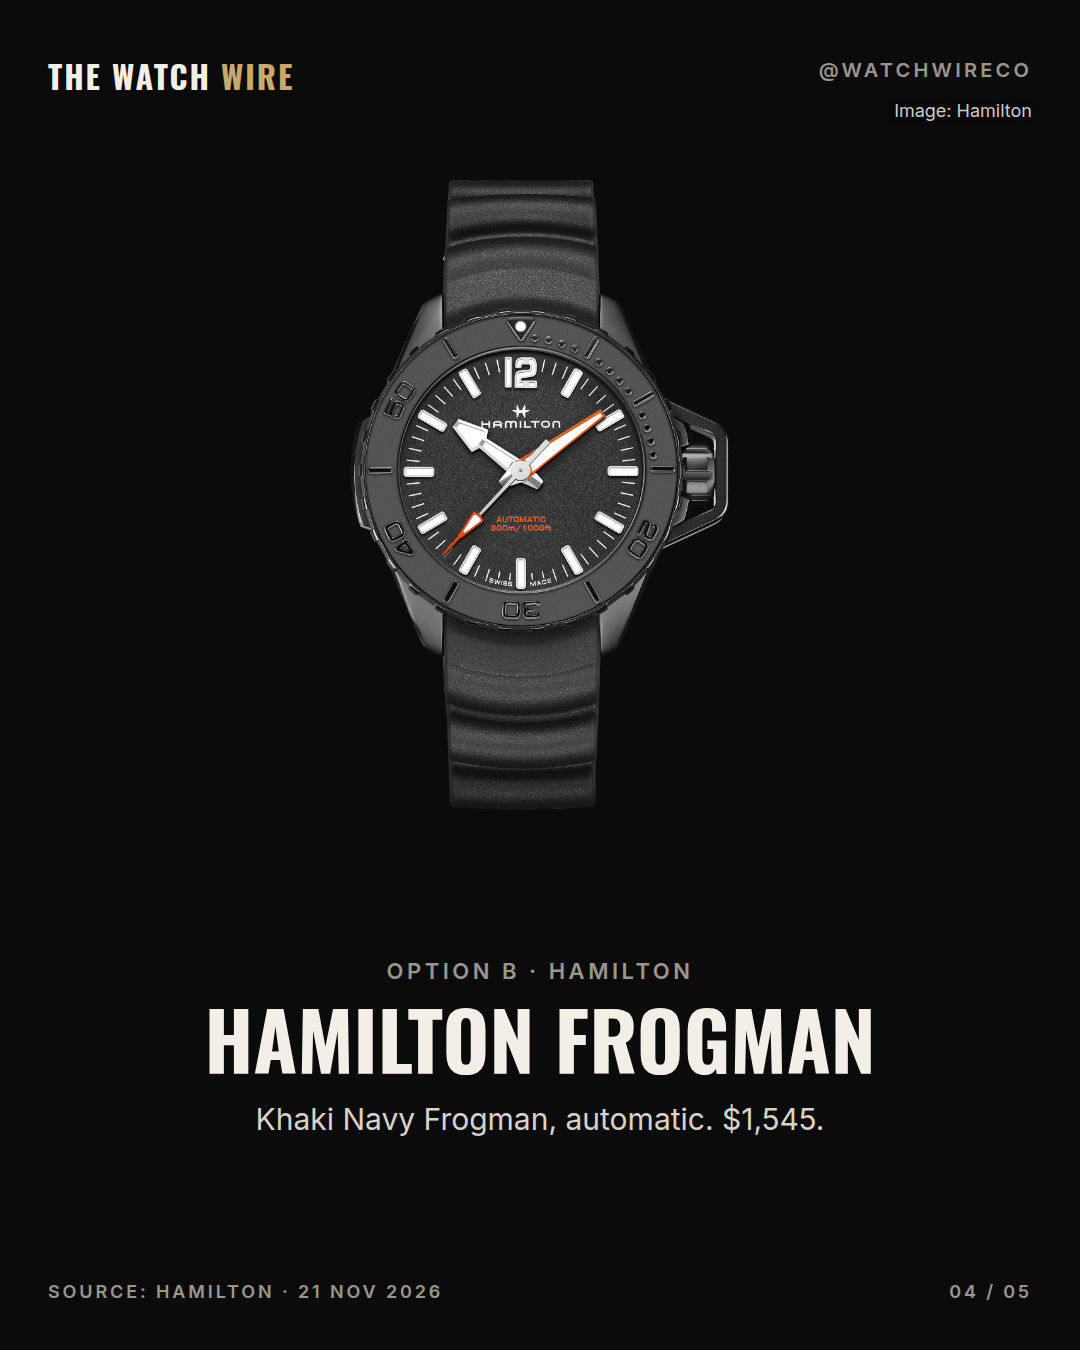 THE WATCH WIRE
@WATCHWIRECO
Image: Hamilton
12
HAMILTON
AUTOMATIC
300m/1000ft
SWISS MADE
50
40
30
20
OPTION B · HAMILTON
HAMILTON FROGMAN
Khaki Navy Frogman, automatic. $1,545.
SOURCE: HAMILTON · 21 NOV 2026
04 / 05